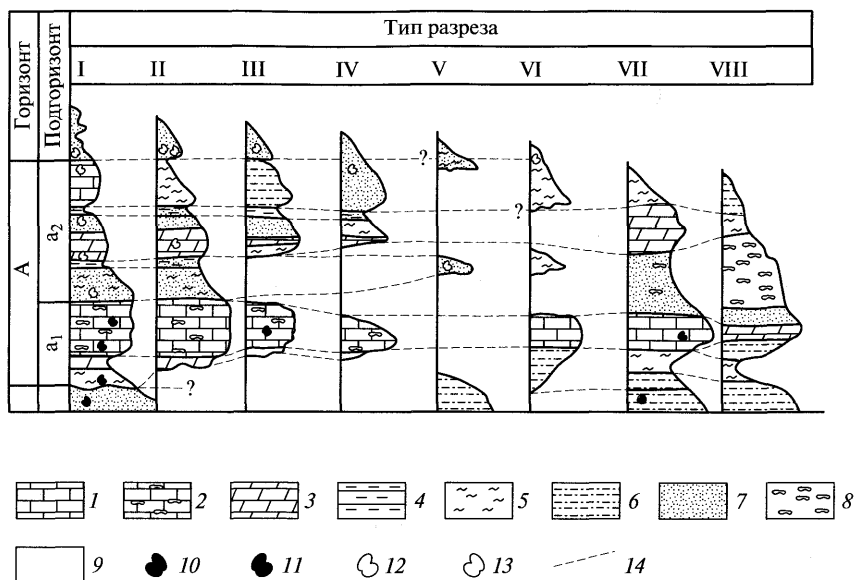 Горизонт
Подгоризонт
Тип разреза
I II III IV V VI VII VIII
?
?
A
a2
a1
?
1 2 3 4 5 6 7 8
9 10 11 12 13 14